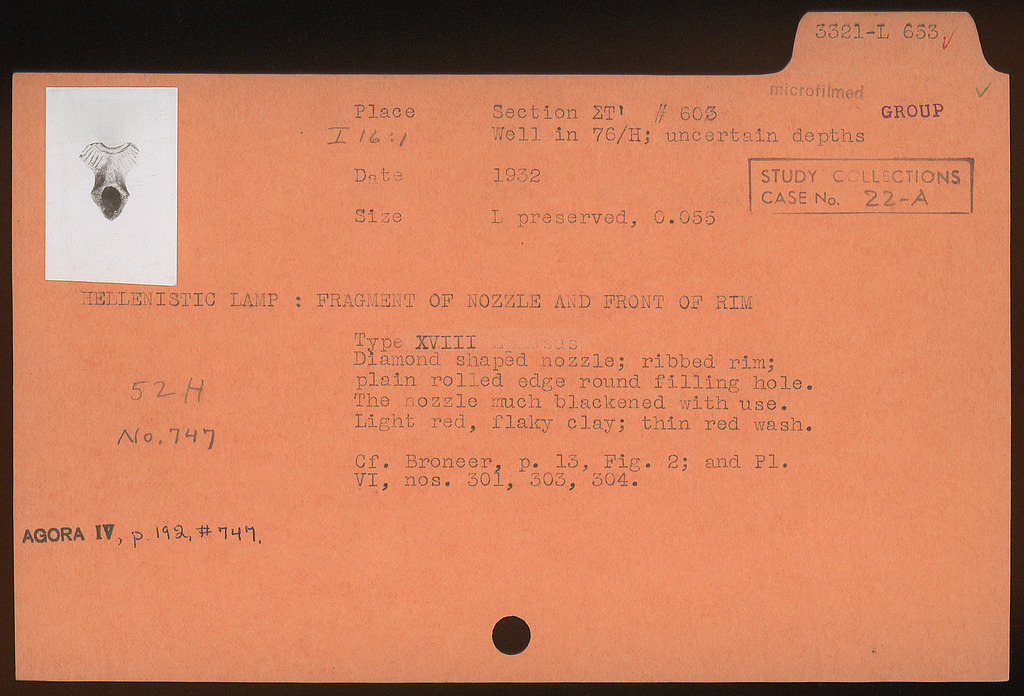 3321-L 653
microfilmed
GROUP
Place Section ΣΤ' # 603
I 16:1 Well in 76/H; uncertain depths
Date 1932
STUDY COLLECTIONS
CASE No. 22-A
Size L preserved, 0.055
HELLENISTIC LAMP : FRAGMENT OF NOZZLE AND FRONT OF RIM
Type XVIII
Diamond shaped nozzle; ribbed rim;
plain rolled edge round filling hole.
The nozzle much blackened with use.
Light red, flaky clay; thin red wash.
52 H
No. 747
Cf. Broneer, p. 13, Fig. 2; and Pl.
VI, nos. 301, 303, 304.
AGORA IV, p. 192, #747.